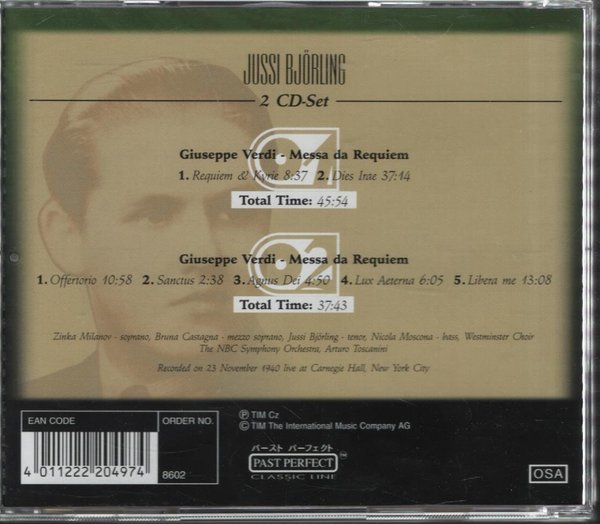 JUSSI BJÖRLING
2 CD-Set
Giuseppe Verdi - Messa da Requiem
1. Requiem & Kyrie 8:37 2. Dies Irae 37:14
Total Time: 45:54
Giuseppe Verdi - Messa da Requiem
1. Offertorio 10:58 2. Sanctus 2:38 3. Agnus Dei 4:50 4. Lux Aeterna 6:05 5. Libera me 13:08
Total Time: 37:43
Zinka Milanov - soprano, Bruna Castagna - mezzo soprano, Jussi Björling - tenor, Nicola Moscona - bass, Westminster Choir
The NBC Symphony Orchestra, Arturo Toscanini
Recorded on 23 November 1940 live at Carnegie Hall, New York City
EAN CODE
ORDER NO.
4 011222 204974
8602
Ⓟ TIM Cz
© TIM The International Music Company AG
パースト パーフェクト
PAST PERFECT ™
CLASSIC LINE
OSA